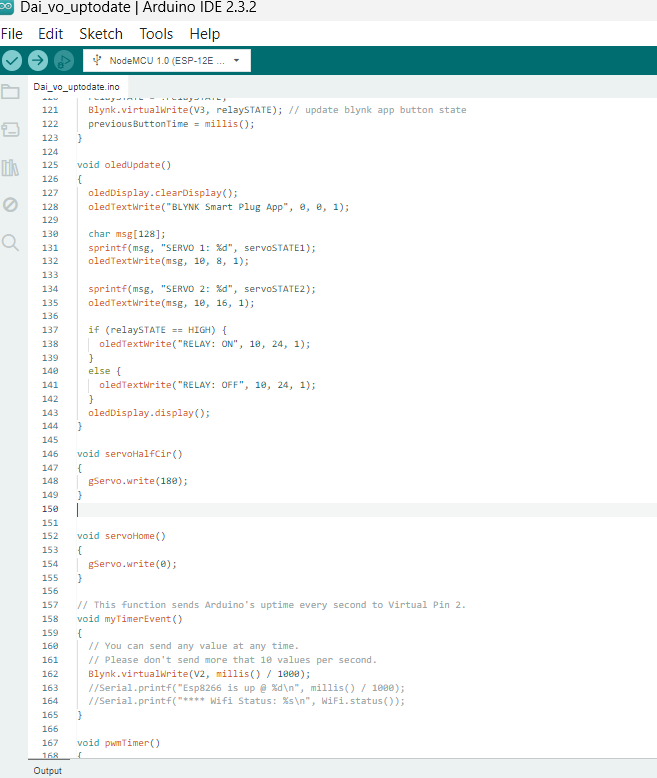 Dai_vo_uptodate | Arduino IDE 2.3.2
File Edit Sketch Tools Help
NodeMCU 1.0 (ESP-12E ...
Dai_vo_uptodate.ino
121 Blynk.virtualWrite(V3, relaySTATE); // update blynk app button state
122 previousButtonTime = millis();
123 }
124
125 void oledUpdate()
126 {
127 oledDisplay.clearDisplay();
128 oledTextWrite("BLYNK Smart Plug App", 0, 0, 1);
129
130 char msg[128];
131 sprintf(msg, "SERVO 1: %d", servoSTATE1);
132 oledTextWrite(msg, 10, 8, 1);
133
134 sprintf(msg, "SERVO 2: %d", servoSTATE2);
135 oledTextWrite(msg, 10, 16, 1);
136
137 if (relaySTATE == HIGH) {
138 oledTextWrite("RELAY: ON", 10, 24, 1);
139 }
140 else {
141 oledTextWrite("RELAY: OFF", 10, 24, 1);
142 }
143 oledDisplay.display();
144 }
145
146 void servoHalfCir()
147 {
148 gServo.write(180);
149 }
150
151
152 void servoHome()
153 {
154 gServo.write(0);
155 }
156
157 // This function sends Arduino's uptime every second to Virtual Pin 2.
158 void myTimerEvent()
159 {
160 // You can send any value at any time.
161 // Please don't send more that 10 values per second.
162 Blynk.virtualWrite(V2, millis() / 1000);
163 //Serial.printf("Esp8266 is up @ %d\n", millis() / 1000);
164 //Serial.printf("**** Wifi Status: %s\n", WiFi.status());
165 }
166
167 void pwmTimer()
168 {
Output